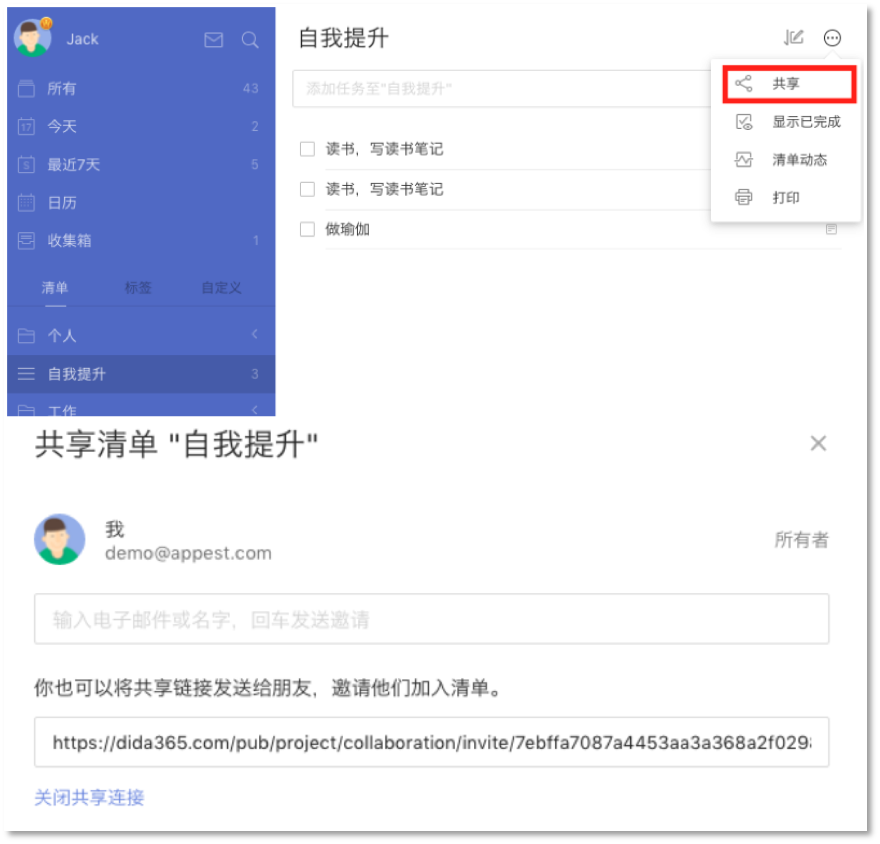 Jack
所有 43
今天 2
最近7天 5
日历
收集箱 1
清单 标签 自定义
个人
自我提升 3
工作
自我提升
添加任务至"自我提升"
读书，写读书笔记
读书，写读书笔记
做瑜伽
共享
显示已完成
清单动态
打印
共享清单 "自我提升"
我
demo@appest.com
所有者
输入电子邮件或名字，回车发送邀请
你也可以将共享链接发送给朋友，邀请他们加入清单。
https://dida365.com/pub/project/collaboration/invite/7ebffa7087a4453aa3a368a2f029
关闭共享连接